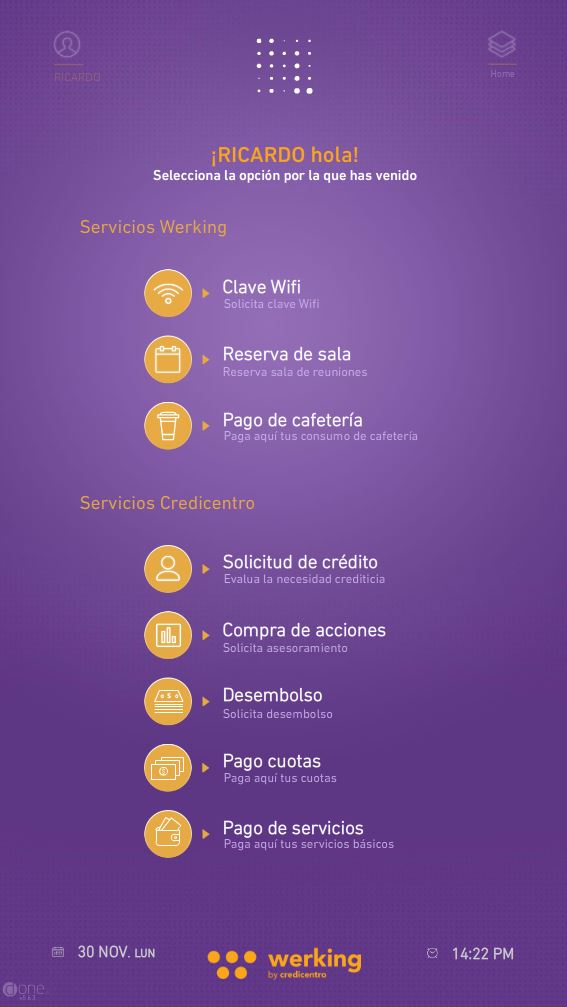 RICARDO
Home
¡RICARDO hola!
Selecciona la opción por la que has venido
Servicios Werking
Clave Wifi
Solicita clave Wifi
Reserva de sala
Reserva sala de reuniones
Pago de cafetería
Paga aquí tus consumo de cafetería
Servicios Credicentro
Solicitud de crédito
Evalua la necesidad crediticia
Compra de acciones
Solicita asesoramiento
Desembolso
Solicita desembolso
Pago cuotas
Paga aquí tus cuotas
Pago de servicios
Paga aquí tus servicios básicos
30 NOV. LUN
werking
by credicentro
14:22 PM